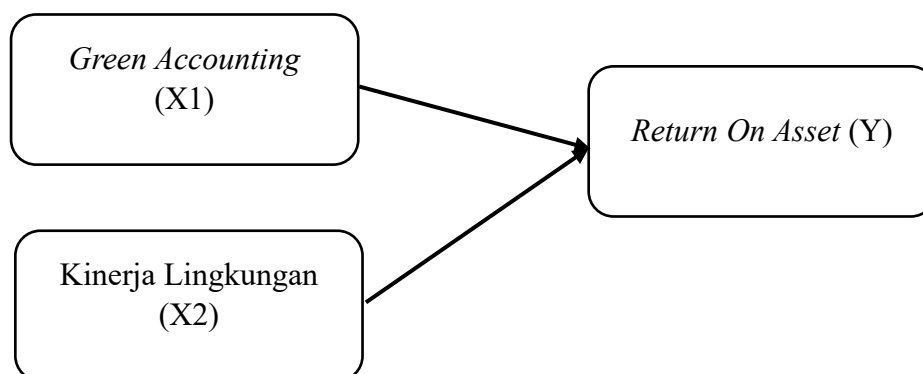 Green Accounting
(X1)
Return On Asset (Y)
Kinerja Lingkungan
(X2)